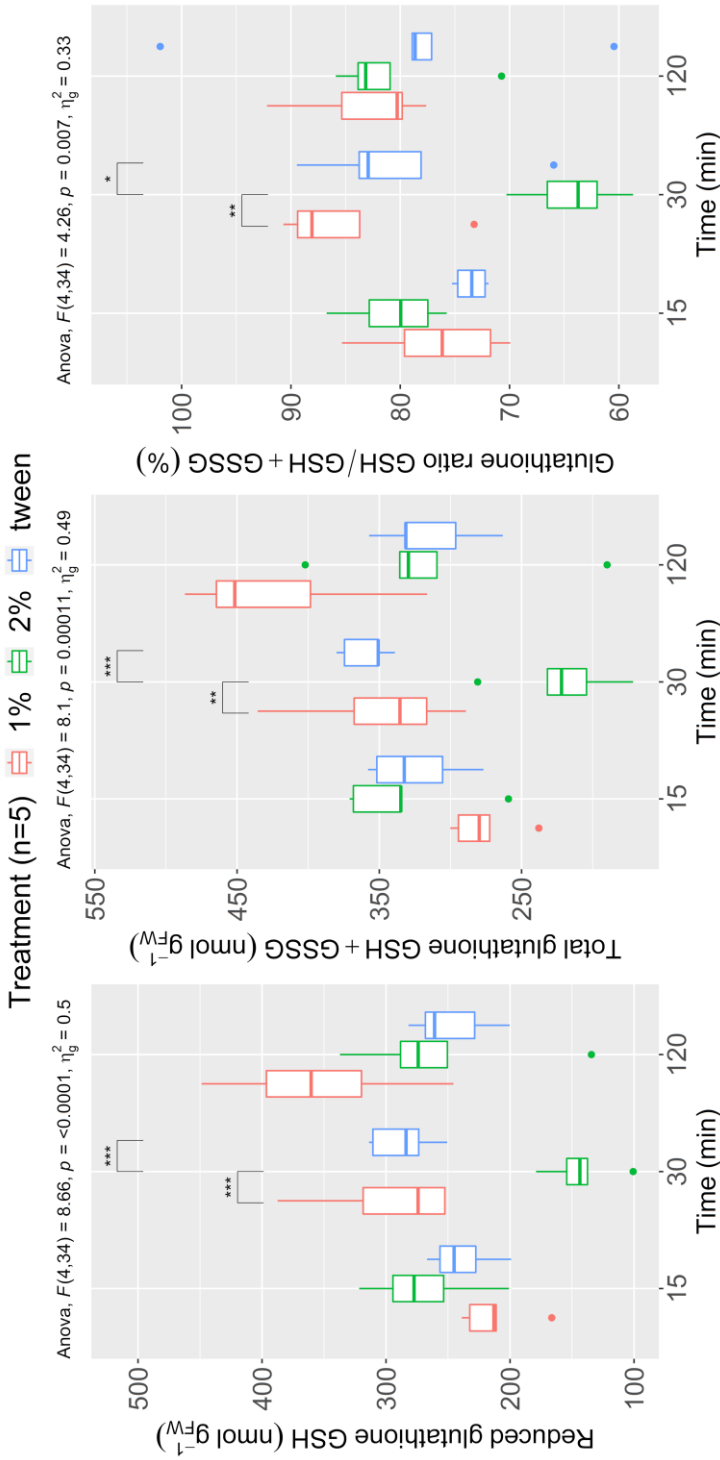 Treatment (n=5) 1% 2% tween
Anova, F(4,34) = 8.66, p = <0.0001, η²g = 0.5
Reduced glutathione GSH (nmol g⁻¹FW)
500
400
300
200
100
***
***
15 30 120
Time (min)
Anova, F(4,34) = 8.1, p = 0.00011, η²g = 0.49
Total glutathione GSH + GSSG (nmol g⁻¹FW)
550
450
350
250
**
***
15 30 120
Time (min)
Anova, F(4,34) = 4.26, p = 0.007, η²g = 0.33
Glutathione ratio GSH/GSH + GSSG (%)
100
90
80
70
60
**
*
15 30 120
Time (min)